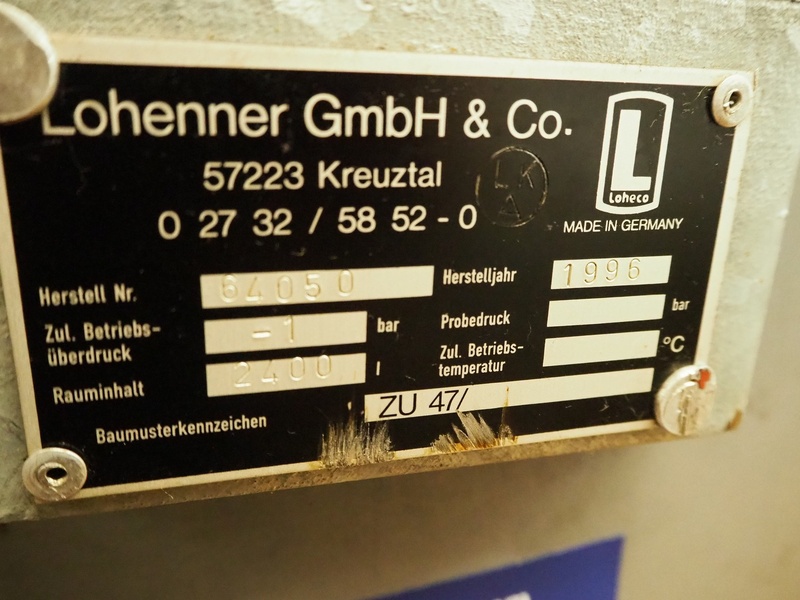 Lohenner GmbH & Co.
57223 Kreuztal
0 27 32 / 58 52 - 0
L
Loheco
MADE IN GERMANY
Herstell Nr. 64050
Herstelljahr 1996
Zul. Betriebs-
überdruck -1 bar
Probedruck bar
Rauminhalt 2400 l
Zul. Betriebs-
temperatur °C
Baumusterkennzeichen ZU 47/